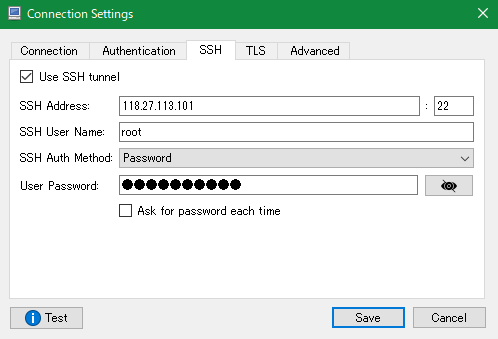 Connection Settings
Connection Authentication SSH TLS Advanced
Use SSH tunnel
SSH Address: 118.27.113.101 : 22
SSH User Name: root
SSH Auth Method: Password
User Password: ●●●●●●●●●●
Ask for password each time
Test Save Cancel